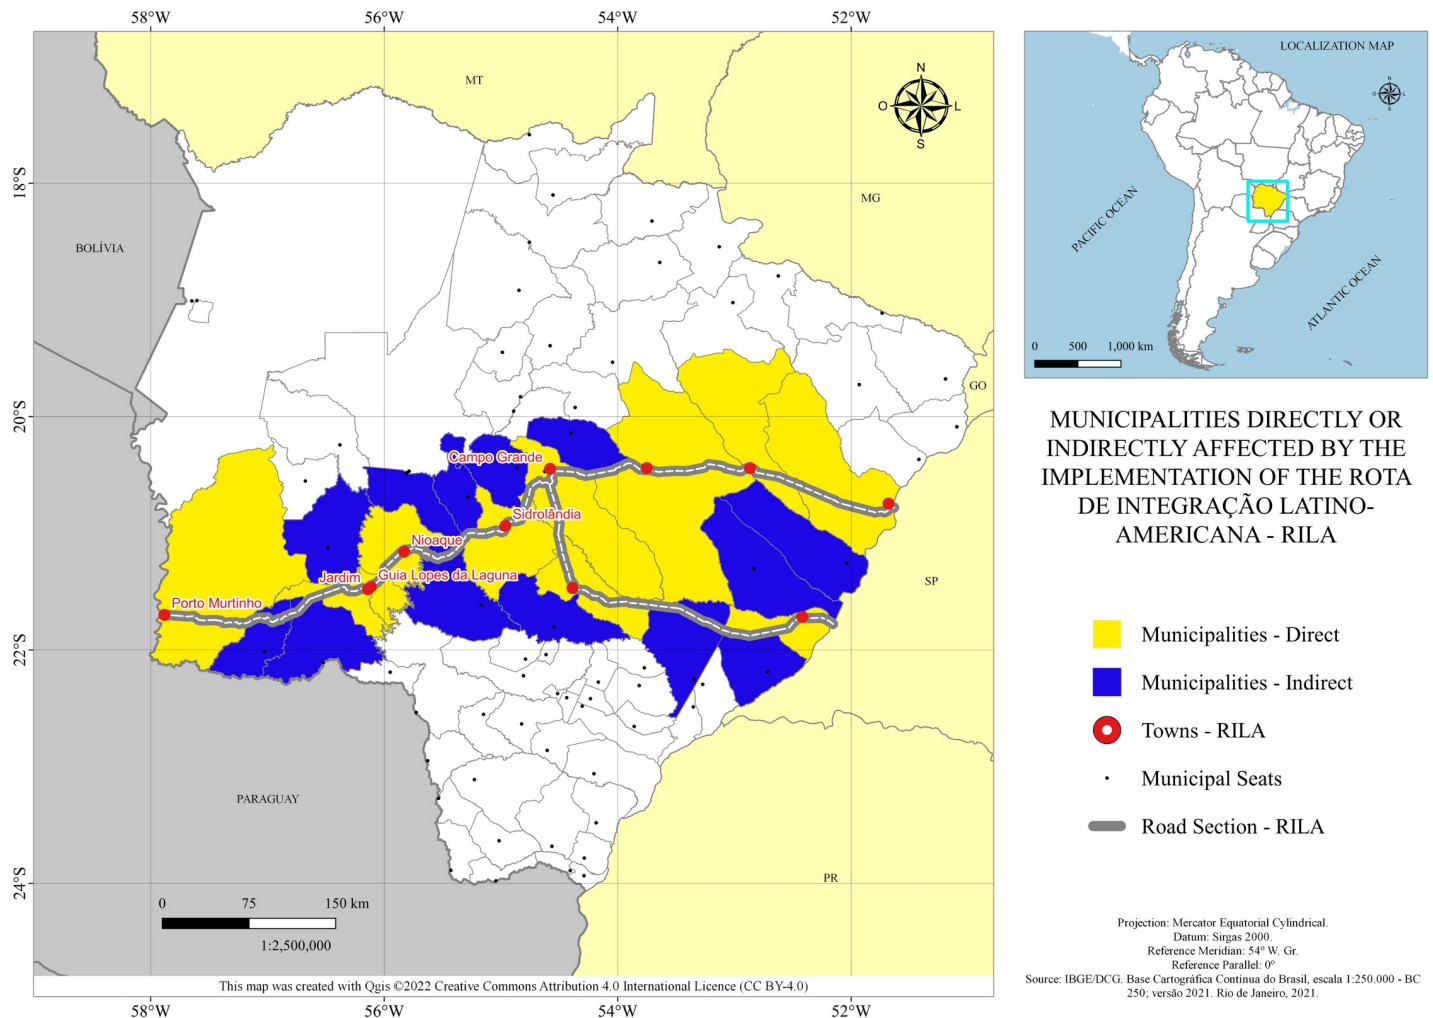 58°W 56°W 54°W 52°W
18°S
20°S
22°S
24°S
MT
N
O L
S
MG
BOLÍVIA
GO
Campo Grande
Sidrolândia
Nioaque
Jardim
Guia Lopes da Laguna
Porto Murtinho
SP
PARAGUAY
PR
0 75 150 km
1:2,500,000
This map was created with Qgis ©2022 Creative Commons Attribution 4.0 International Licence (CC BY-4.0)
58°W 56°W 54°W 52°W
LOCALIZATION MAP
N
O L
S
PACIFIC OCEAN
ATLANTIC OCEAN
0 500 1,000 km
MUNICIPALITIES DIRECTLY OR
INDIRECTLY AFFECTED BY THE
IMPLEMENTATION OF THE ROTA
DE INTEGRAÇÃO LATINO-
AMERICANA - RILA
Municipalities - Direct
Municipalities - Indirect
Towns - RILA
Municipal Seats
Road Section - RILA
Projection: Mercator Equatorial Cylindrical.
Datum: Sirgas 2000.
Reference Meridian: 54º W. Gr.
Reference Parallel: 0º
Source: IBGE/DCG. Base Cartográfica Contínua do Brasil, escala 1:250.000 - BC
250; versão 2021. Rio de Janeiro, 2021.